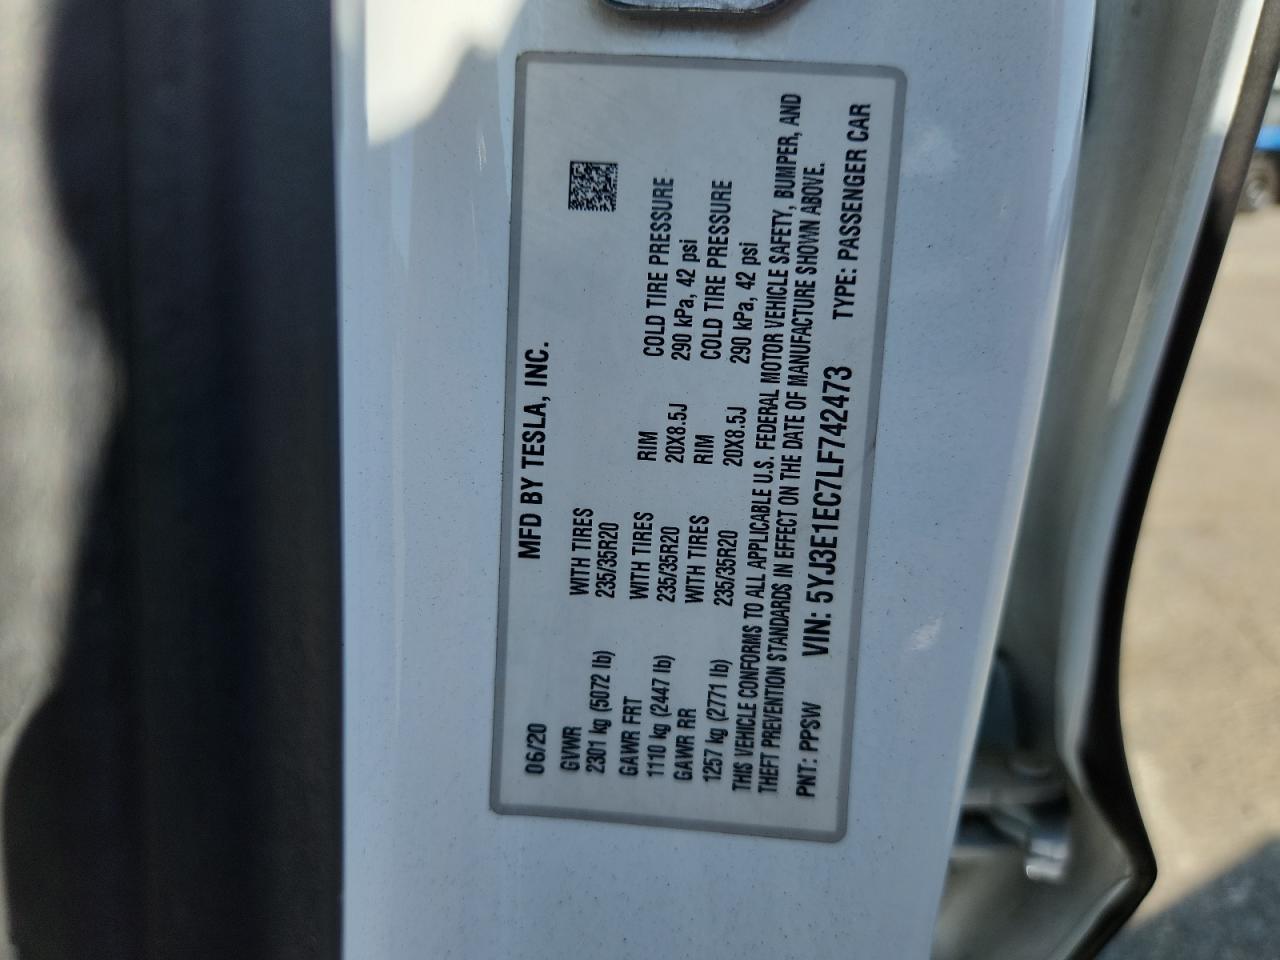 MFD BY TESLA, INC.
06/20
GVWR WITH TIRES
2301 kg (5072 lb) 235/35R20
GAWR FRT WITH TIRES RIM COLD TIRE PRESSURE
1110 kg (2447 lb) 235/35R20 20X8.5J 290 kPa, 42 psi
GAWR RR WITH TIRES RIM COLD TIRE PRESSURE
1257 kg (2771 lb) 235/35R20 20X8.5J 290 kPa, 42 psi
THIS VEHICLE CONFORMS TO ALL APPLICABLE U.S. FEDERAL MOTOR VEHICLE SAFETY, BUMPER, AND
THEFT PREVENTION STANDARDS IN EFFECT ON THE DATE OF MANUFACTURE SHOWN ABOVE.
PNT: PPSW VIN: 5YJ3E1EC7LF742473 TYPE: PASSENGER CAR